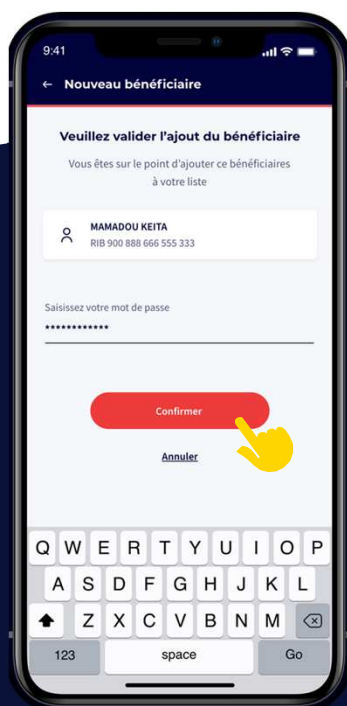 9:41
← Nouveau bénéficiaire
Veuillez valider l'ajout du bénéficiaire
Vous êtes sur le point d'ajouter ce bénéficiaires
à votre liste
MAMADOU KEITA
RIB 900 888 666 555 333
Saisissez votre mot de passe
************
Confirmer
Annuler
Q W E R T Y U I O P
A S D F G H J K L
Z X C V B N M
123 space Go